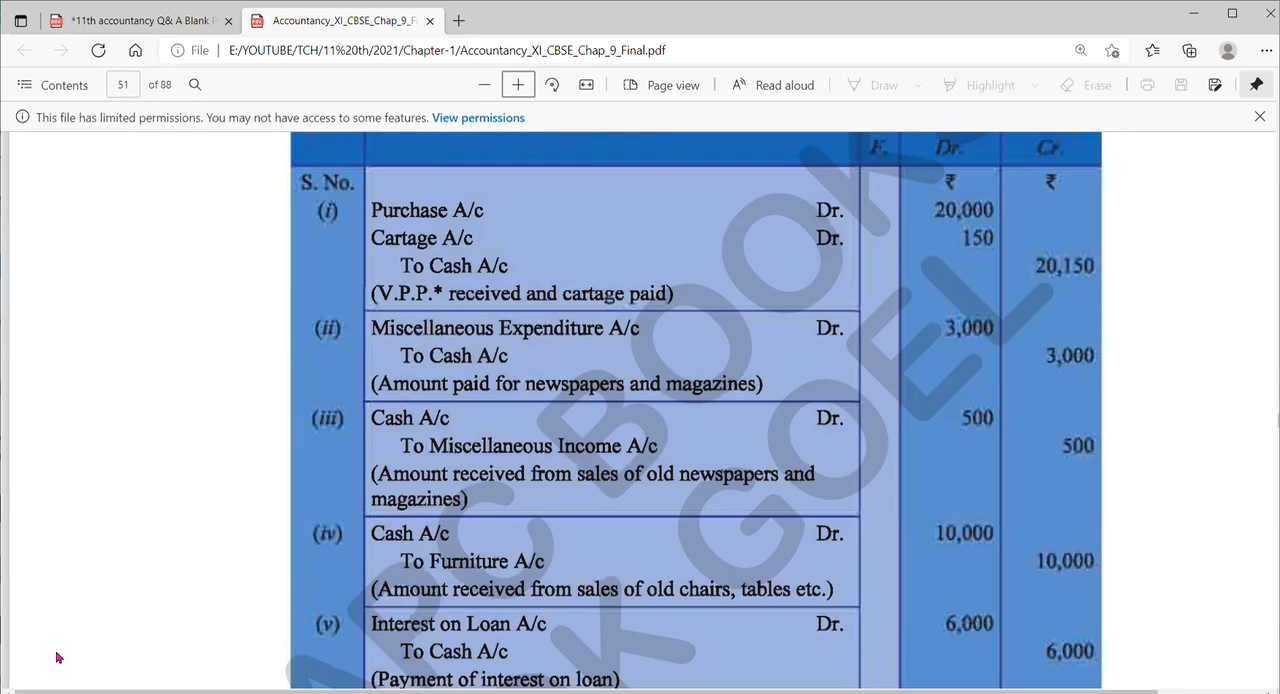 *11th accountancy Q& A Blank P
Accountancy_XI_CBSE_Chap_9_Fi
File E:/YOUTUBE/TCH/11%20th/2021/Chapter-1/Accountancy_XI_CBSE_Chap_9_Final.pdf
Contents 51 of 88 Page view Read aloud Draw Highlight Erase
This file has limited permissions. You may not have access to some features. View permissions
F. Dr. Cr.
S. No. ₹ ₹
(i) Purchase A/c Dr. 20,000
Cartage A/c Dr. 150
To Cash A/c 20,150
(V.P.P.* received and cartage paid)
(ii) Miscellaneous Expenditure A/c Dr. 3,000
To Cash A/c 3,000
(Amount paid for newspapers and magazines)
(iii) Cash A/c Dr. 500
To Miscellaneous Income A/c 500
(Amount received from sales of old newspapers and
magazines)
(iv) Cash A/c Dr. 10,000
To Furniture A/c 10,000
(Amount received from sales of old chairs, tables etc.)
(v) Interest on Loan A/c Dr. 6,000
To Cash A/c 6,000
(Payment of interest on loan)
APC BOOKS
K GOEL